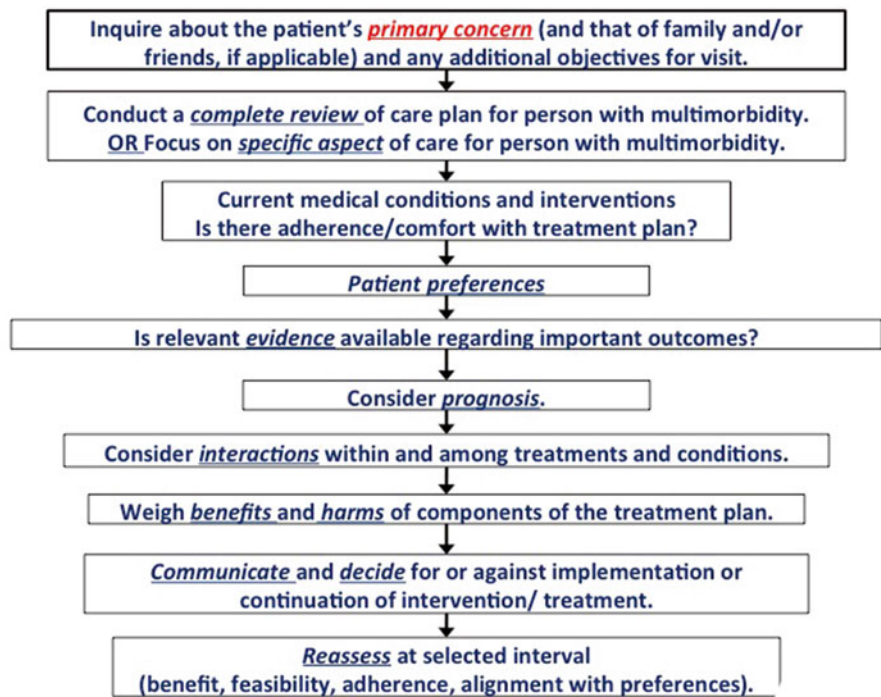 Inquire about the patient’s primary concern (and that of family and/or
friends, if applicable) and any additional objectives for visit.
Conduct a complete review of care plan for person with multimorbidity.
OR Focus on specific aspect of care for person with multimorbidity.
Current medical conditions and interventions
Is there adherence/comfort with treatment plan?
Patient preferences
Is relevant evidence available regarding important outcomes?
Consider prognosis.
Consider interactions within and among treatments and conditions.
Weigh benefits and harms of components of the treatment plan.
Communicate and decide for or against implementation or
continuation of intervention/ treatment.
Reassess at selected interval
(benefit, feasibility, adherence, alignment with preferences).